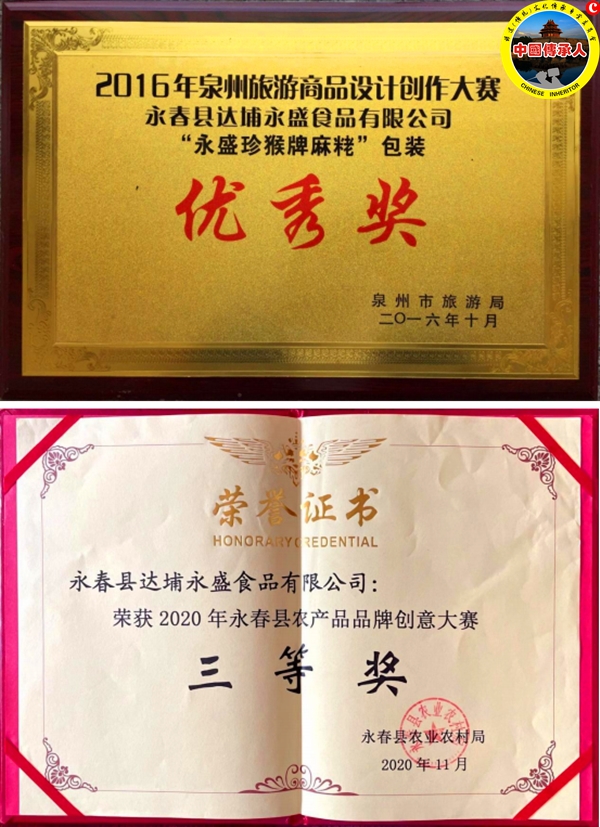 中國傳承人
CHINESE INHERITOR
C
2016年泉州旅游商品设计创作大赛
永春县达埔永盛食品有限公司
“永盛珍猴牌麻粩”包装
优秀奖
泉州市旅游局
二〇一六年十月
荣誉证书
HONORARY CREDENTIAL
永春县达埔永盛食品有限公司：
荣获2020年永春县农产品品牌创意大赛
三等奖
永春县农业农村局
2020年11月